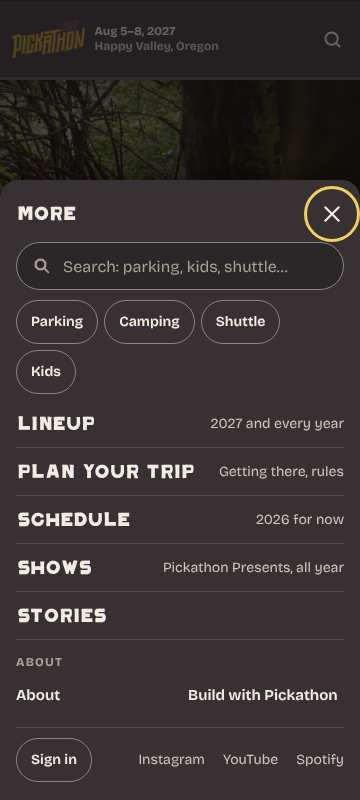 PICKATHON
Aug 5–8, 2027
Happy Valley, Oregon
MORE
Search: parking, kids, shuttle...
Parking
Camping
Shuttle
Kids
LINEUP
2027 and every year
PLAN YOUR TRIP
Getting there, rules
SCHEDULE
2026 for now
SHOWS
Pickathon Presents, all year
STORIES
ABOUT
About
Build with Pickathon
Sign in
Instagram
YouTube
Spotify